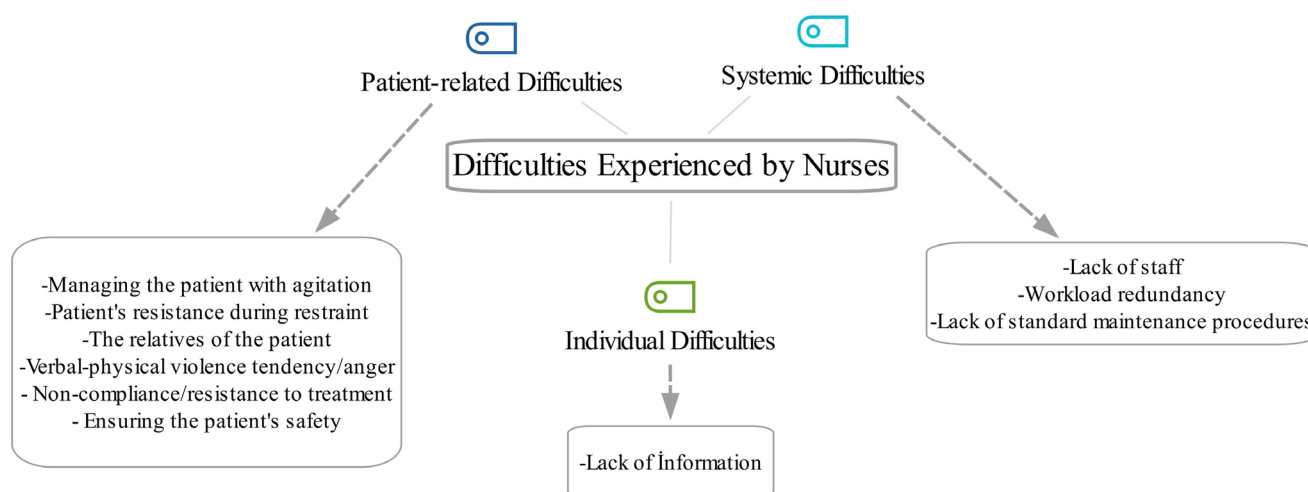 Patient-related Difficulties
Systemic Difficulties
Difficulties Experienced by Nurses
-Managing the patient with agitation
-Patient's resistance during restraint
-The relatives of the patient
-Verbal-physical violence tendency/anger
- Non-compliance/resistance to treatment
- Ensuring the patient's safety
-Lack of staff
-Workload redundancy
-Lack of standard maintenance procedures
Individual Difficulties
-Lack of İnformation